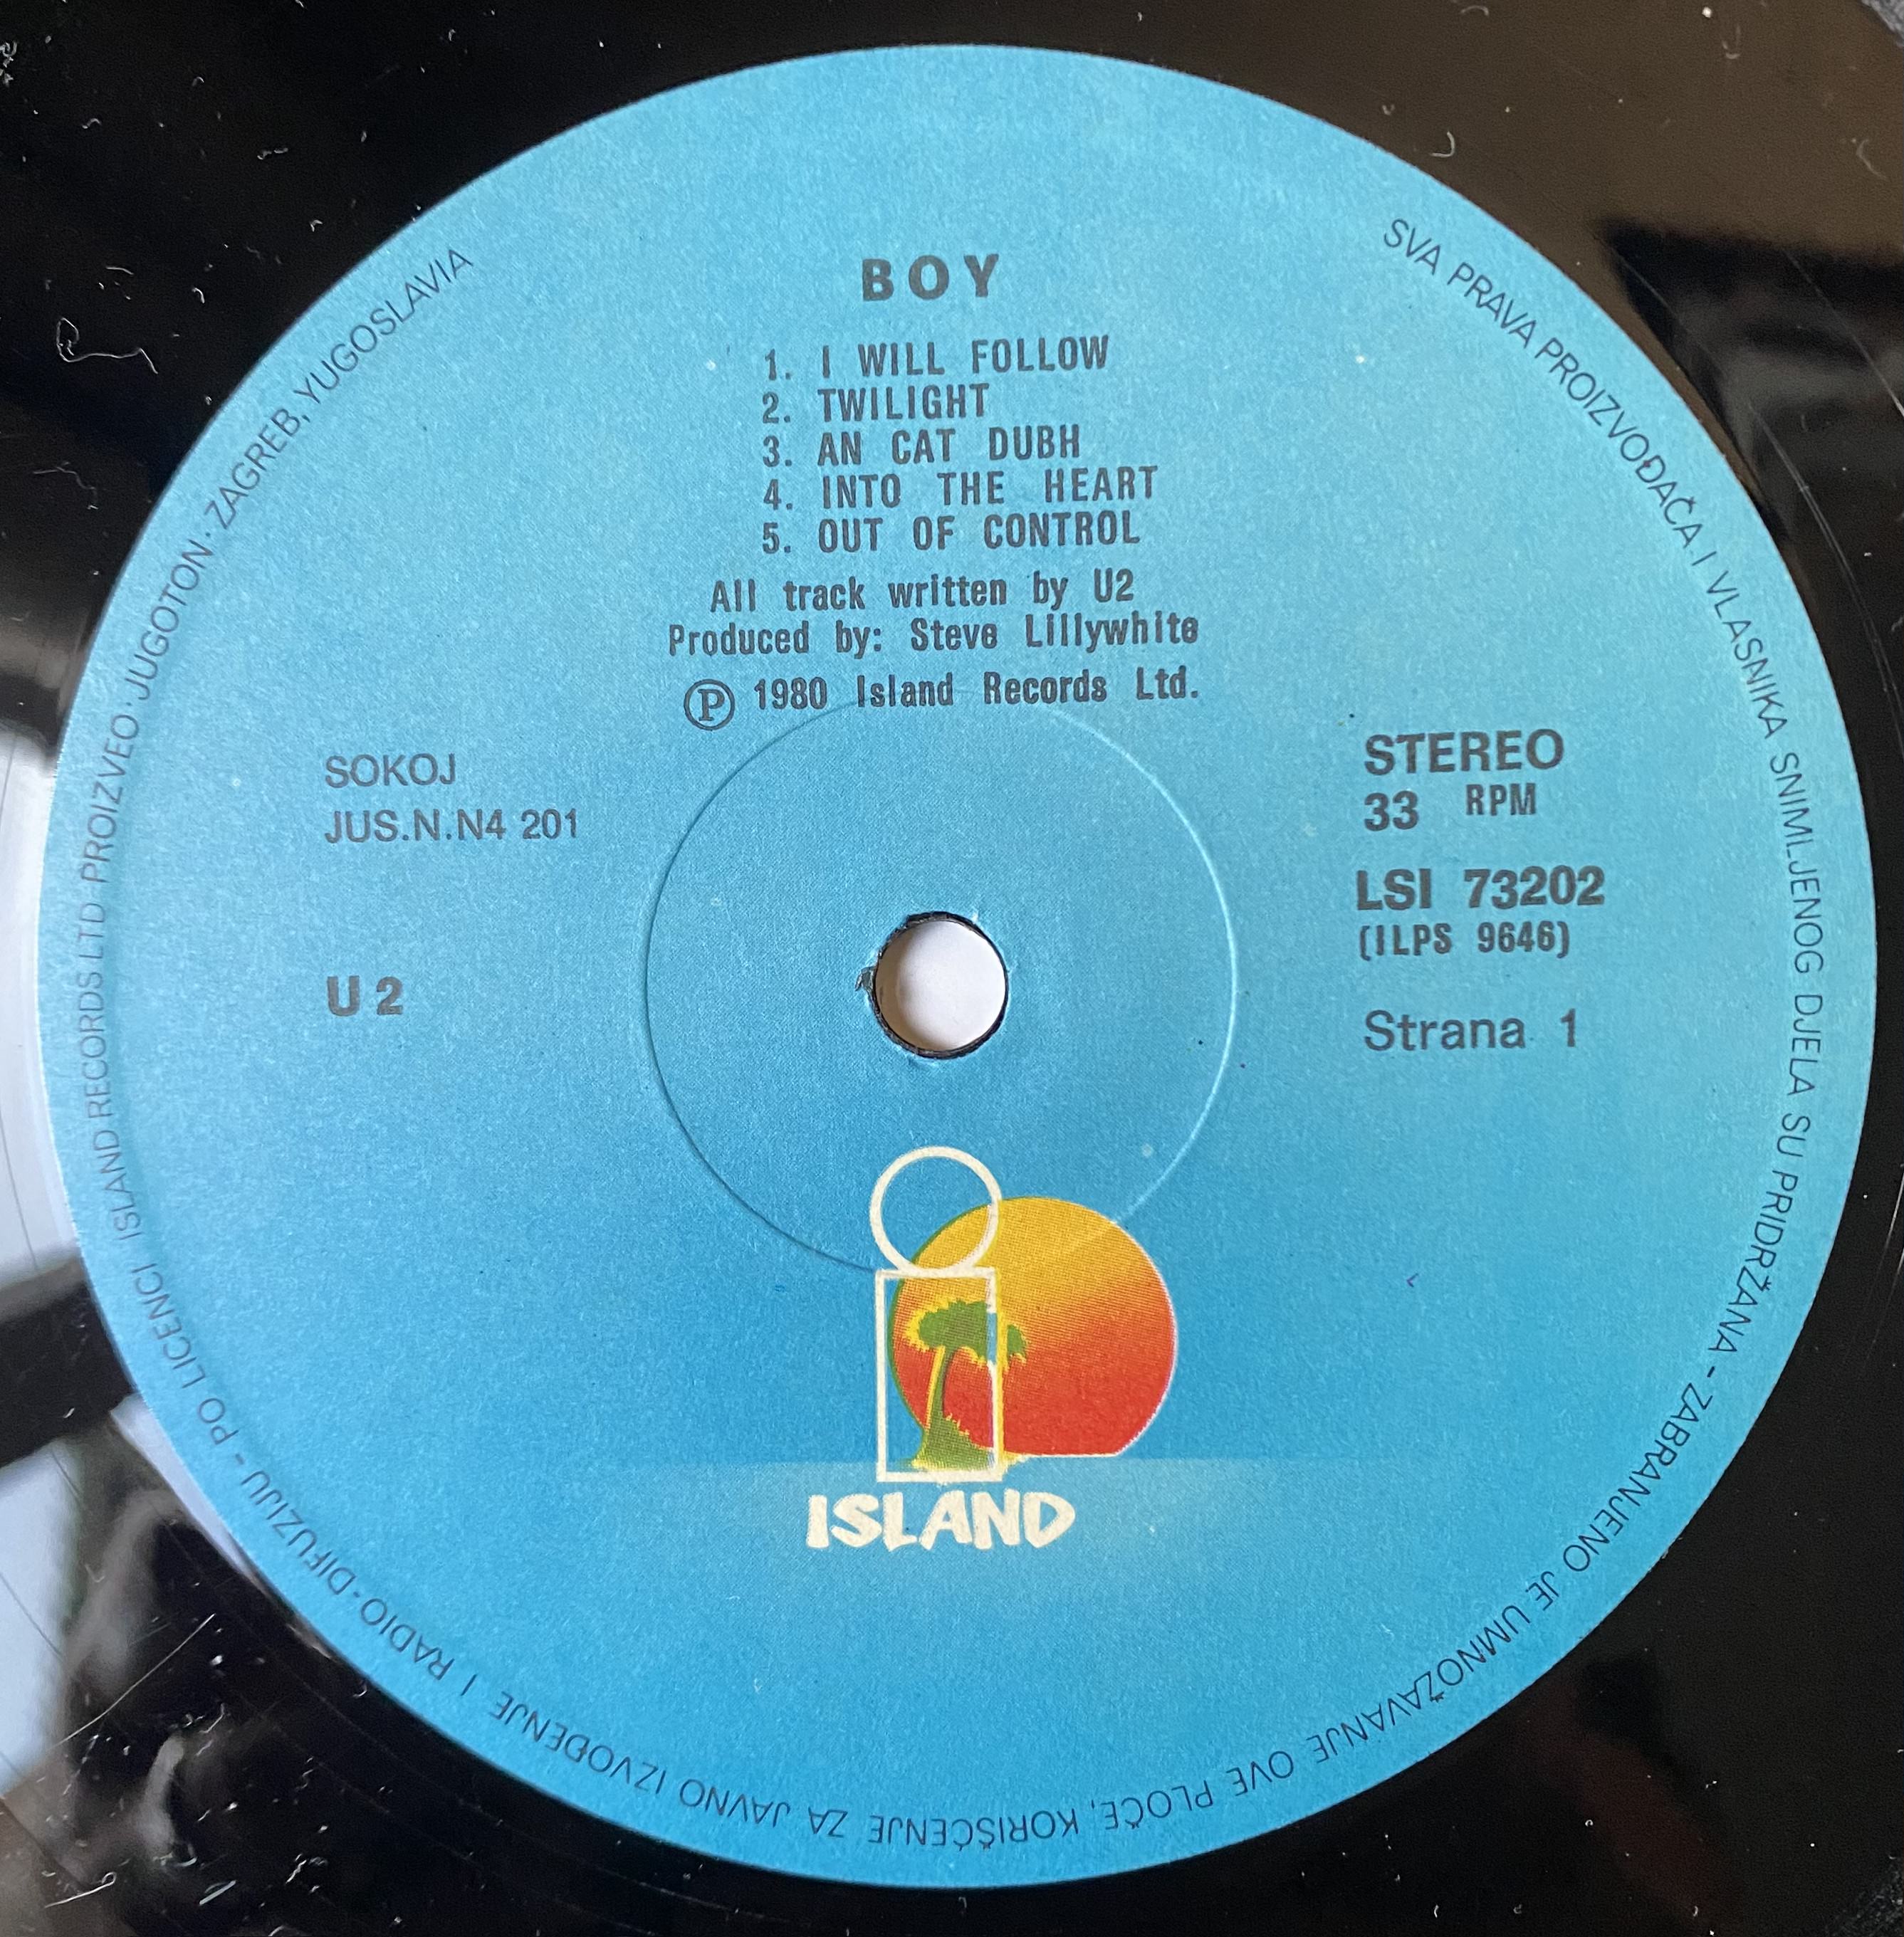 BOY
1. I WILL FOLLOW
2. TWILIGHT
3. AN CAT DUBH
4. INTO THE HEART
5. OUT OF CONTROL
All track written by U2
Produced by: Steve Lillywhite
Ⓟ 1980 Island Records Ltd.
SOKOJ
JUS.N.N4 201
U 2
STEREO
33 RPM
LSI 73202
(ILPS 9646)
Strana 1
ISLAND
SVA PRAVA PROIZVOĐAČA I VLASNIKA SNIMLJENOG DJELA SU PRIDRŽANA - ZABRANJENO JE UMNOŽAVANJE OVE PLOČE, KORIŠĆENJE ZA JAVNO IZVOĐENJE I RADIO-DIFUZIJU - PO LICENCI ISLAND RECORDS LTD PROIZVEO · JUGOTON · ZAGREB, YUGOSLAVIA